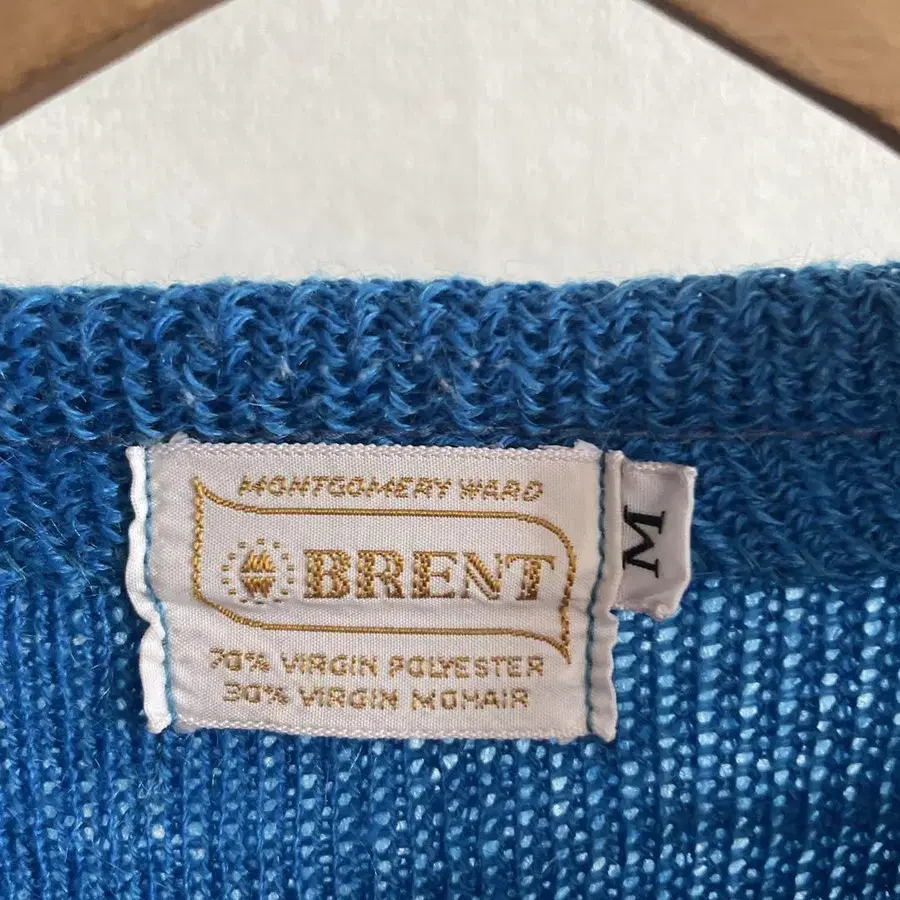 MONTGOMERY WARD
BRENT
70% VIRGIN POLYESTER
30% VIRGIN MOHAIR
M